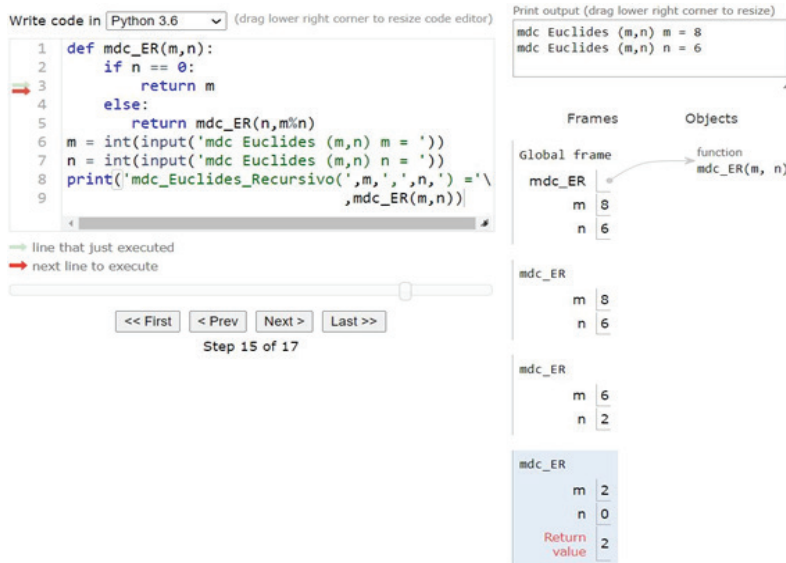 Write code in Python 3.6 (drag lower right corner to resize code editor)
1 def mdc_ER(m,n):
2     if n == 0:
3         return m
4     else:
5        return mdc_ER(n,m%n)
6 m = int(input('mdc Euclides (m,n) m = '))
7 n = int(input('mdc Euclides (m,n) n = '))
8 print('mdc_Euclides_Recursivo(',m,',',n,') ='\
9                               ,mdc_ER(m,n))
line that just executed
next line to execute
<< First < Prev Next > Last >>
Step 15 of 17
Print output (drag lower right corner to resize)
mdc Euclides (m,n) m = 8
mdc Euclides (m,n) n = 6
Frames Objects
Global frame
mdc_ER
m 8
n 6
function
mdc_ER(m, n)
mdc_ER
m 8
n 6
mdc_ER
m 6
n 2
mdc_ER
m 2
n 0
Return
value 2